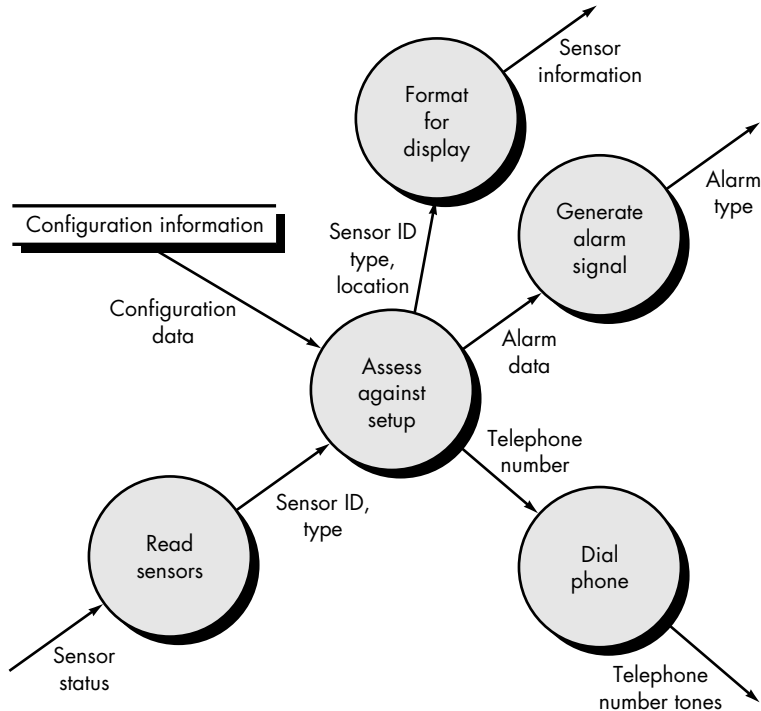 Sensor
information
Format
for
display
Alarm
type
Configuration information
Sensor ID
type,
location
Generate
alarm
signal
Configuration
data
Alarm
data
Assess
against
setup
Telephone
number
Sensor ID,
type
Read
sensors
Dial
phone
Sensor
status
Telephone
number tones